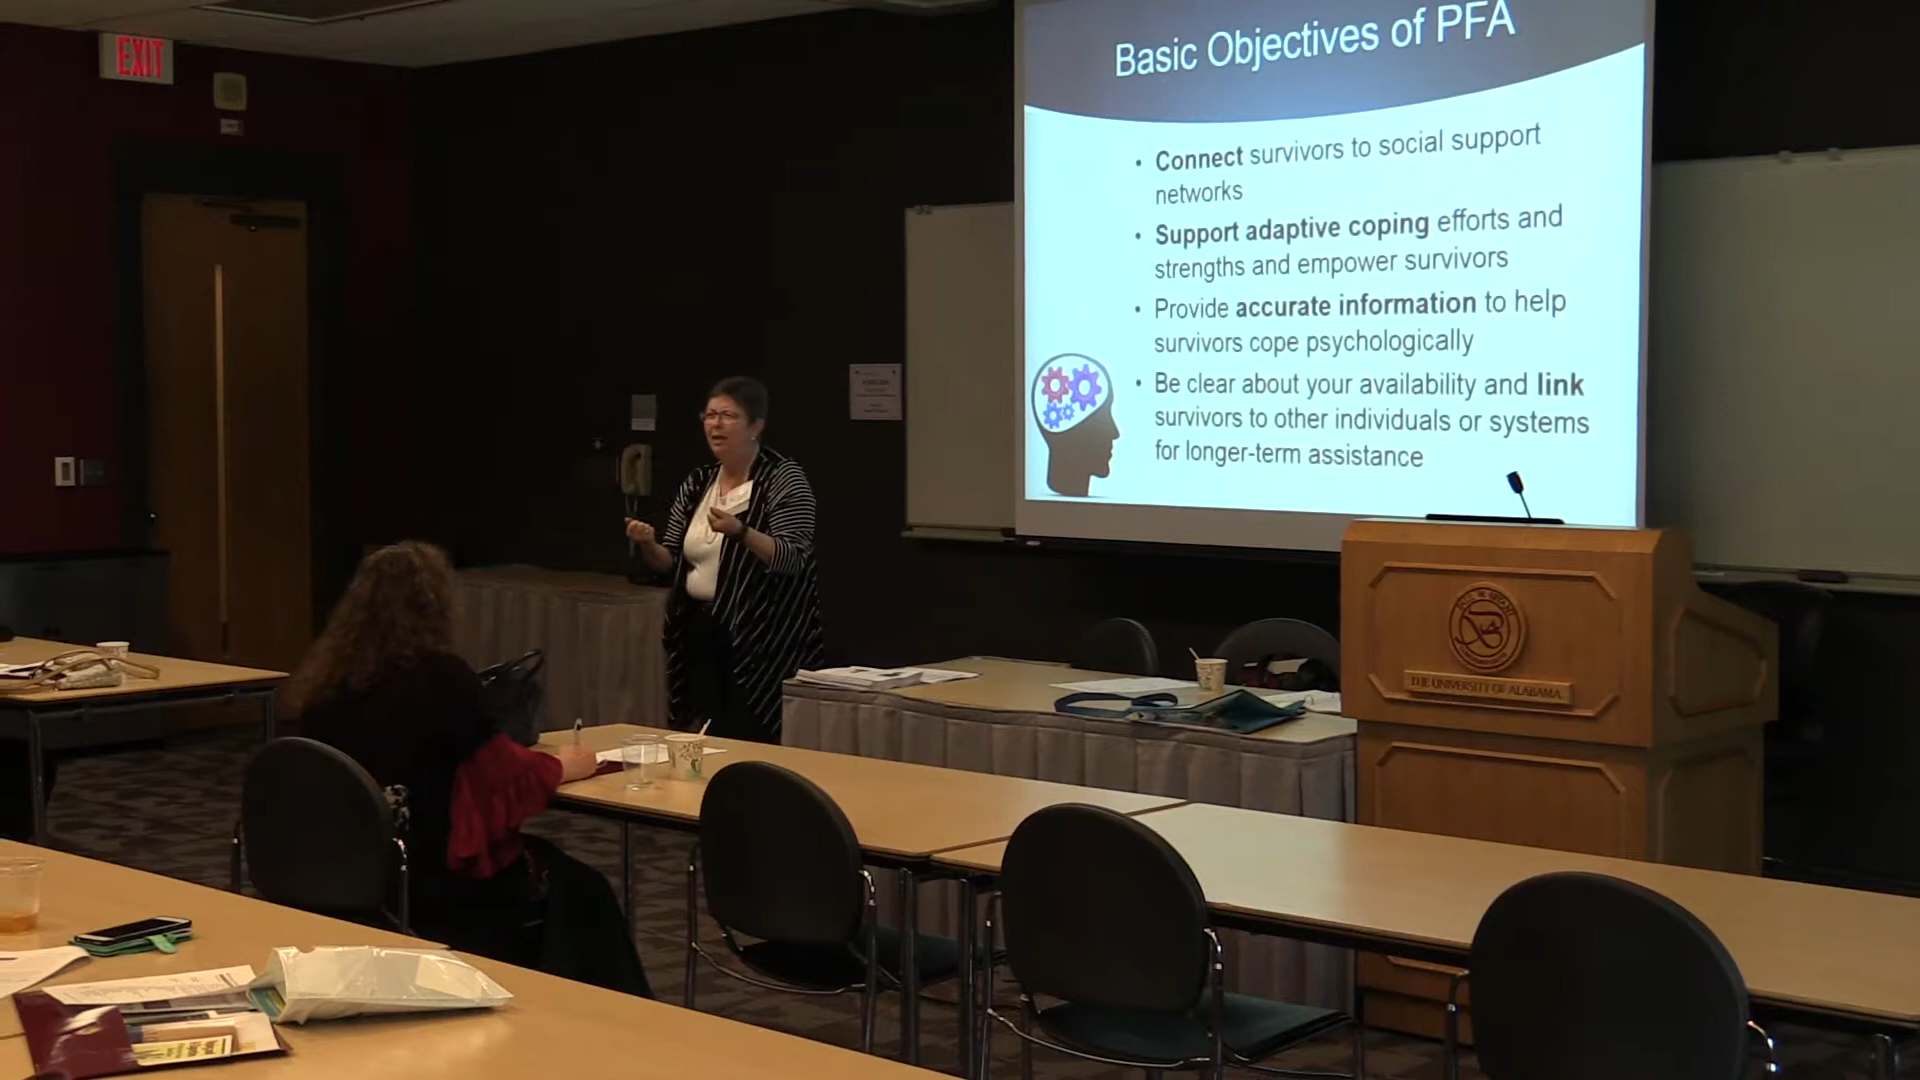 EXIT
Basic Objectives of PFA
• Connect survivors to social support
networks
• Support adaptive coping efforts and
strengths and empower survivors
• Provide accurate information to help
survivors cope psychologically
• Be clear about your availability and link
survivors to other individuals or systems
for longer-term assistance
THE UNIVERSITY OF ALABAMA